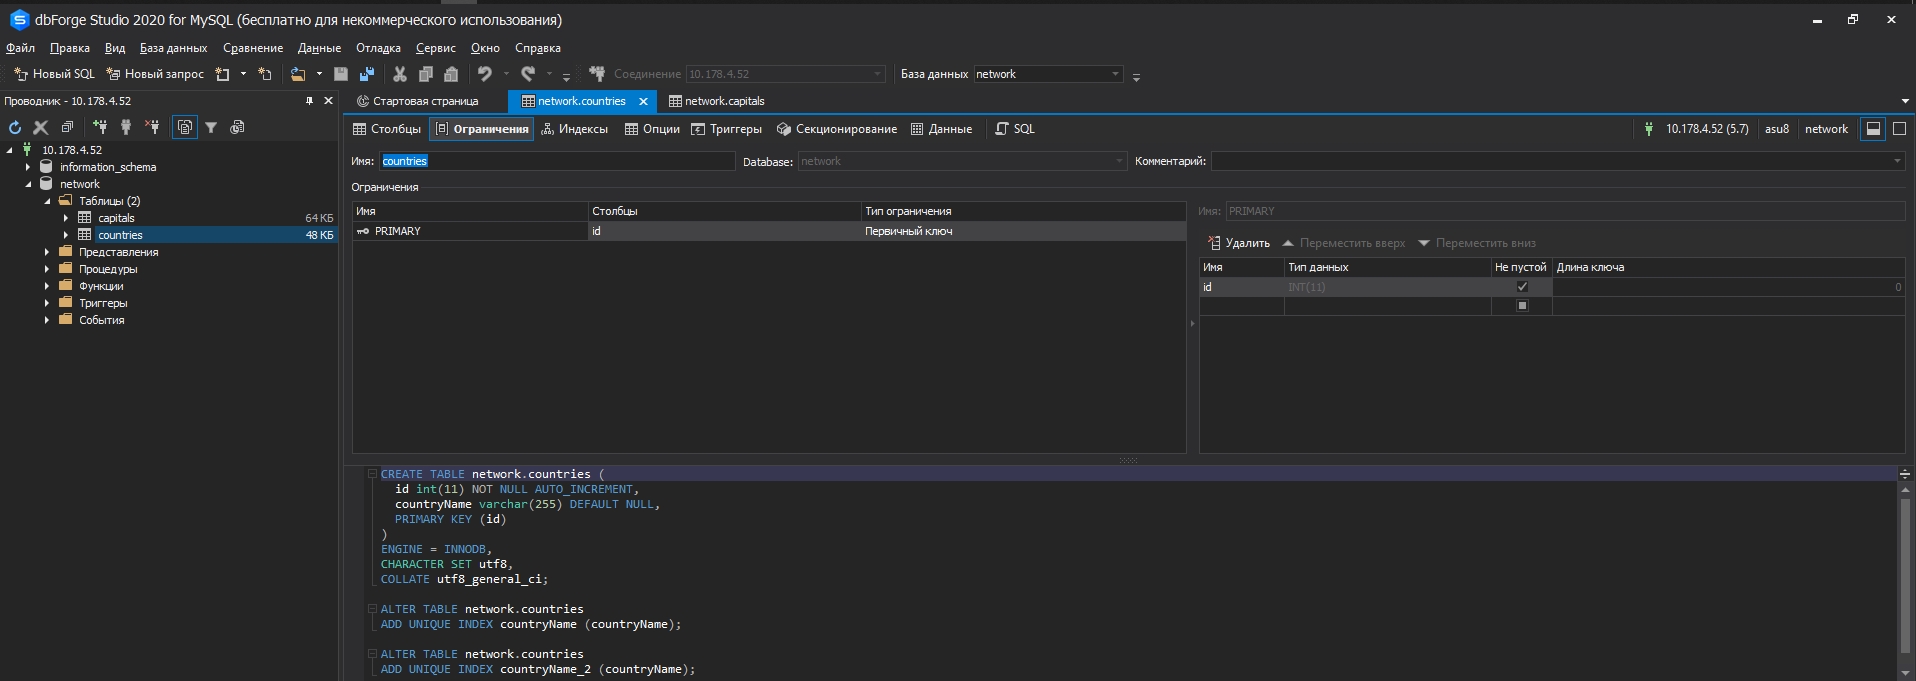 dbForge Studio 2020 for MySQL (бесплатно для некоммерческого использования)
Файл Правка Вид База данных Сравнение Данные Отладка Сервис Окно Справка
Новый SQL Новый запрос Соединение 10.178.4.52 База данных network
Проводник - 10.178.4.52
10.178.4.52
information_schema
network
Таблицы (2)
capitals 64 КБ
countries 48 КБ
Представления
Процедуры
Функции
Триггеры
События
Стартовая страница network.countries network.capitals
Столбцы Ограничения Индексы Опции Триггеры Секционирование Данные SQL 10.178.4.52 (5.7) asu8 network
Имя: countries Database: network Комментарий:
Ограничения
Имя Столбцы Тип ограничения
PRIMARY id Первичный ключ
Имя: PRIMARY
Удалить Переместить вверх Переместить вниз
Имя Тип данных Не пустой Длина ключа
id INT(11) 0
CREATE TABLE network.countries (
id int(11) NOT NULL AUTO_INCREMENT,
countryName varchar(255) DEFAULT NULL,
PRIMARY KEY (id)
)
ENGINE = INNODB,
CHARACTER SET utf8,
COLLATE utf8_general_ci;
ALTER TABLE network.countries
ADD UNIQUE INDEX countryName (countryName);
ALTER TABLE network.countries
ADD UNIQUE INDEX countryName_2 (countryName);